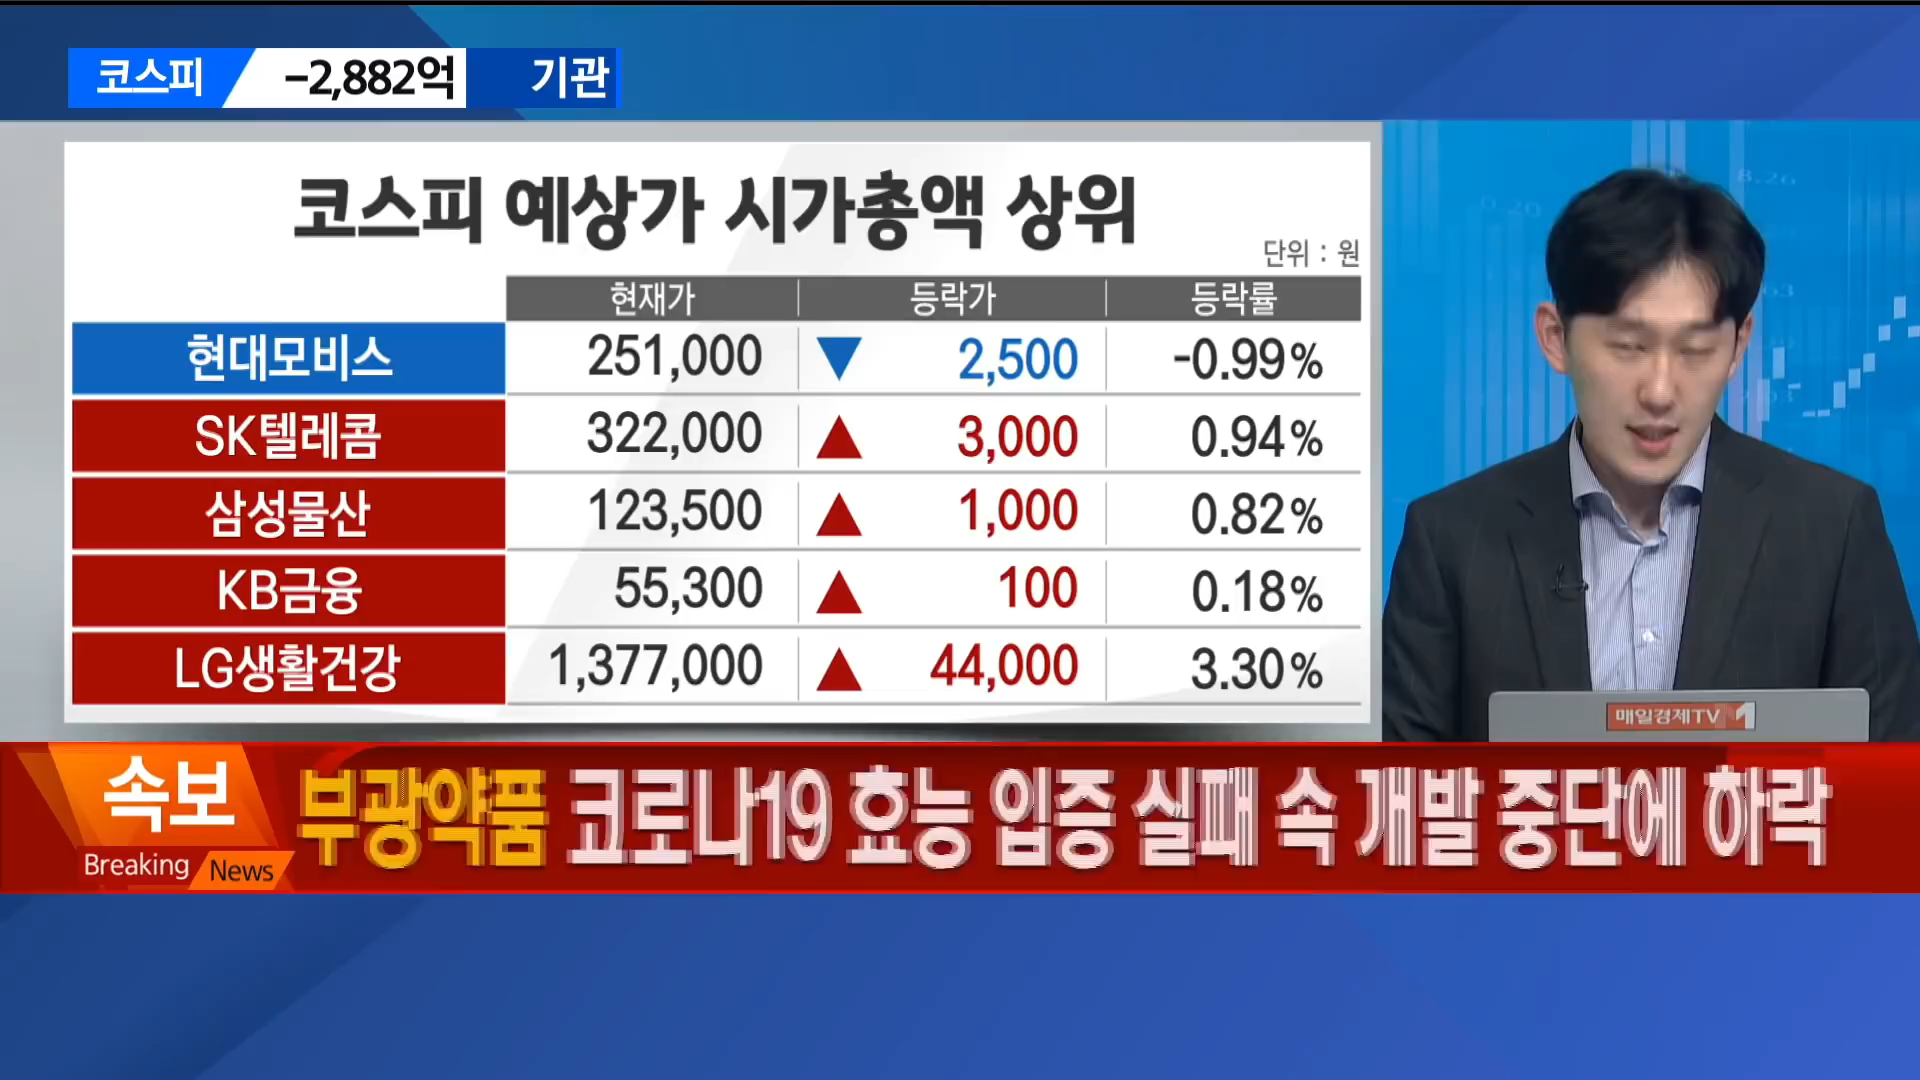 코스피 -2,882억 기관
코스피 예상가 시가총액 상위
단위 : 원
현재가 등락가 등락률
현대모비스 251,000 ▼ 2,500 -0.99%
SK텔레콤 322,000 ▲ 3,000 0.94%
삼성물산 123,500 ▲ 1,000 0.82%
KB금융 55,300 ▲ 100 0.18%
LG생활건강 1,377,000 ▲ 44,000 3.30%
매일경제TV 1
속보 부광약품 코로나19 효능 입증 실패 속 개발 중단에 하락
Breaking News